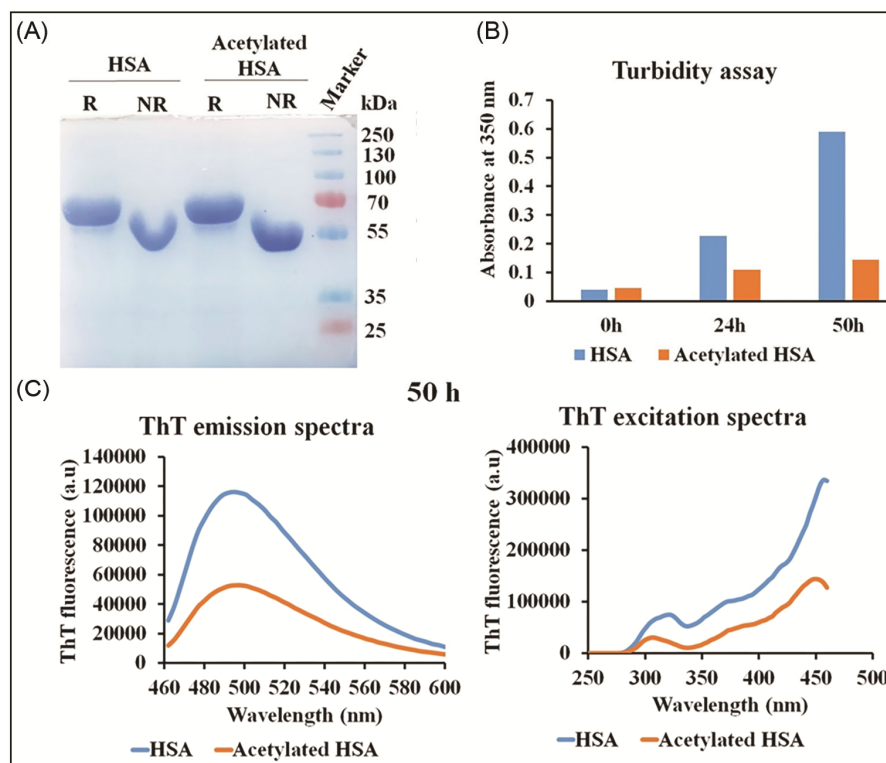 (A)
HSA
Acetylated
HSA
R
NR
R
NR
Marker
kDa
250
130
100
70
55
35
25
(B)
Turbidity assay
Absorbance at 350 nm
0.7
0.6
0.5
0.4
0.3
0.2
0.1
0
0h
24h
50h
HSA
Acetylated HSA
(C)
50 h
ThT emission spectra
ThT fluorescence (a.u)
140000
120000
100000
80000
60000
40000
20000
0
460 480 500 520 540 560 580 600
Wavelength (nm)
HSA
Acetylated HSA
ThT excitation spectra
ThT fluorescence (a.u)
400000
300000
200000
100000
0
250 300 350 400 450 500
Wavelength (nm)
HSA
Acetylated HSA